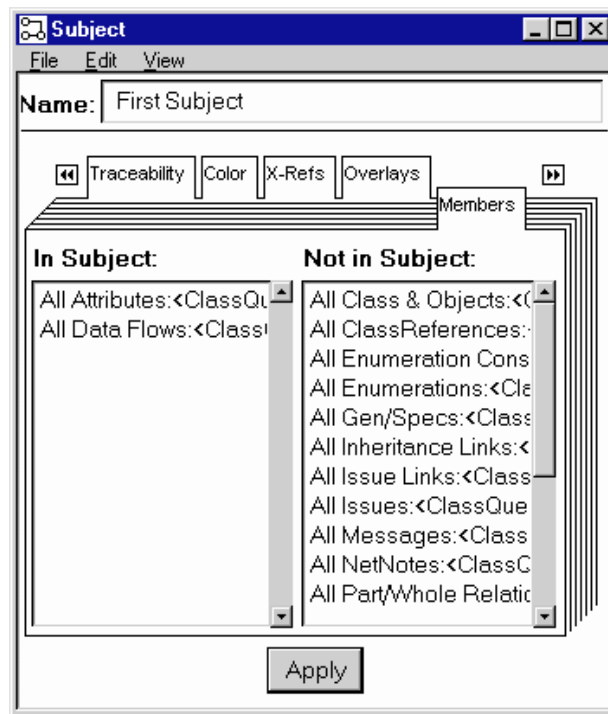 Subject
File Edit View
Name: First Subject
Traceability Color X-Refs Overlays
Members
In Subject: Not in Subject:
All Attributes:<ClassQu
All Data Flows:<Class
All Class & Objects:<
All ClassReferences:
All Enumeration Cons
All Enumerations:<Cla
All Gen/Specs:<Class
All Inheritance Links:<
All Issue Links:<Class
All Issues:<ClassQue
All Messages:<Class
All NetNotes:<ClassQ
All Part/Whole Relatio
Apply